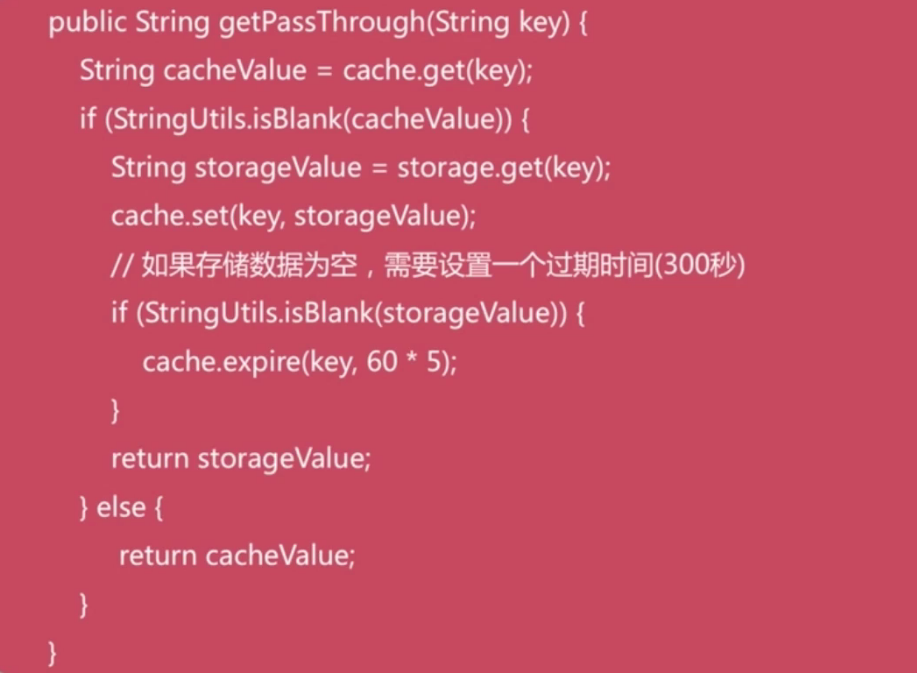 public String getPassThrough(String key) {
String cacheValue = cache.get(key);
if (StringUtils.isBlank(cacheValue)) {
String storageValue = storage.get(key);
cache.set(key, storageValue);
// 如果存储数据为空，需要设置一个过期时间(300秒)
if (StringUtils.isBlank(storageValue)) {
cache.expire(key, 60 * 5);
}
return storageValue;
} else {
return cacheValue;
}
}